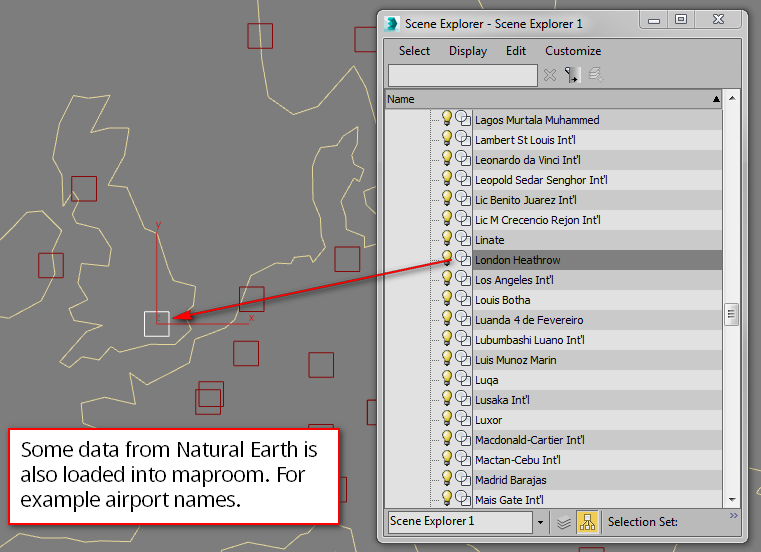 Scene Explorer - Scene Explorer 1
Select Display Edit Customize
Name
Lagos Murtala Muhammed
Lambert St Louis Int'l
Leonardo da Vinci Int'l
Leopold Sedar Senghor Int'l
Lic Benito Juarez Int'l
Lic M Crecencio Rejon Int'l
Linate
London Heathrow
Los Angeles Int'l
Louis Botha
Luanda 4 de Fevereiro
Lubumbashi Luano Int'l
Luis Munoz Marin
Luqa
Lusaka Int'l
Luxor
Macdonald-Cartier Int'l
Mactan-Cebu Int'l
Madrid Barajas
Mais Gate Int'l
Scene Explorer 1
Selection Set:
y
z
x
Some data from Natural Earth is
also loaded into maproom. For
example airport names.